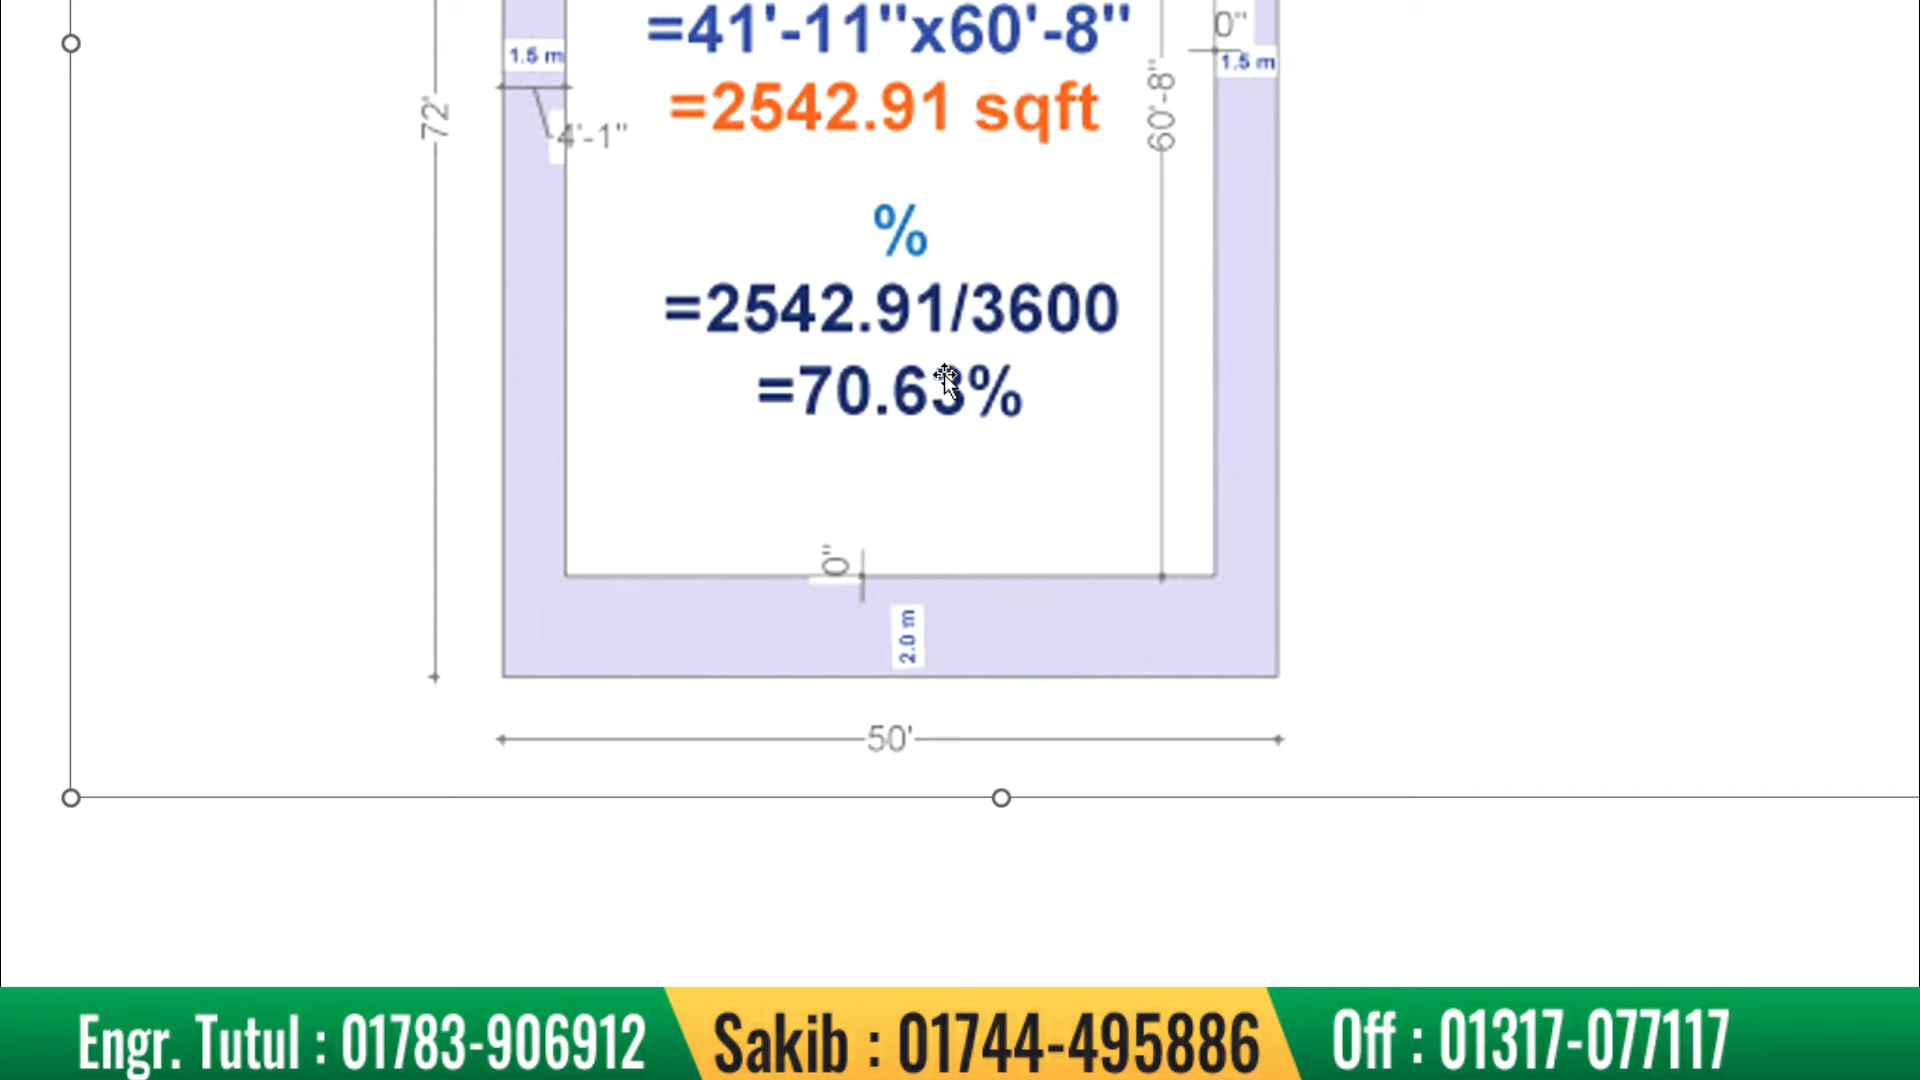 =41'-11"x60'-8"
0"
1.5 m
1.5 m
=2542.91 sqft
72'
60'-8"
4'-1"
%
=2542.91/3600
=70.63%
0"
2.0 m
50'
Engr. Tutul : 01783-906912
Sakib : 01744-495886
Off : 01317-077117